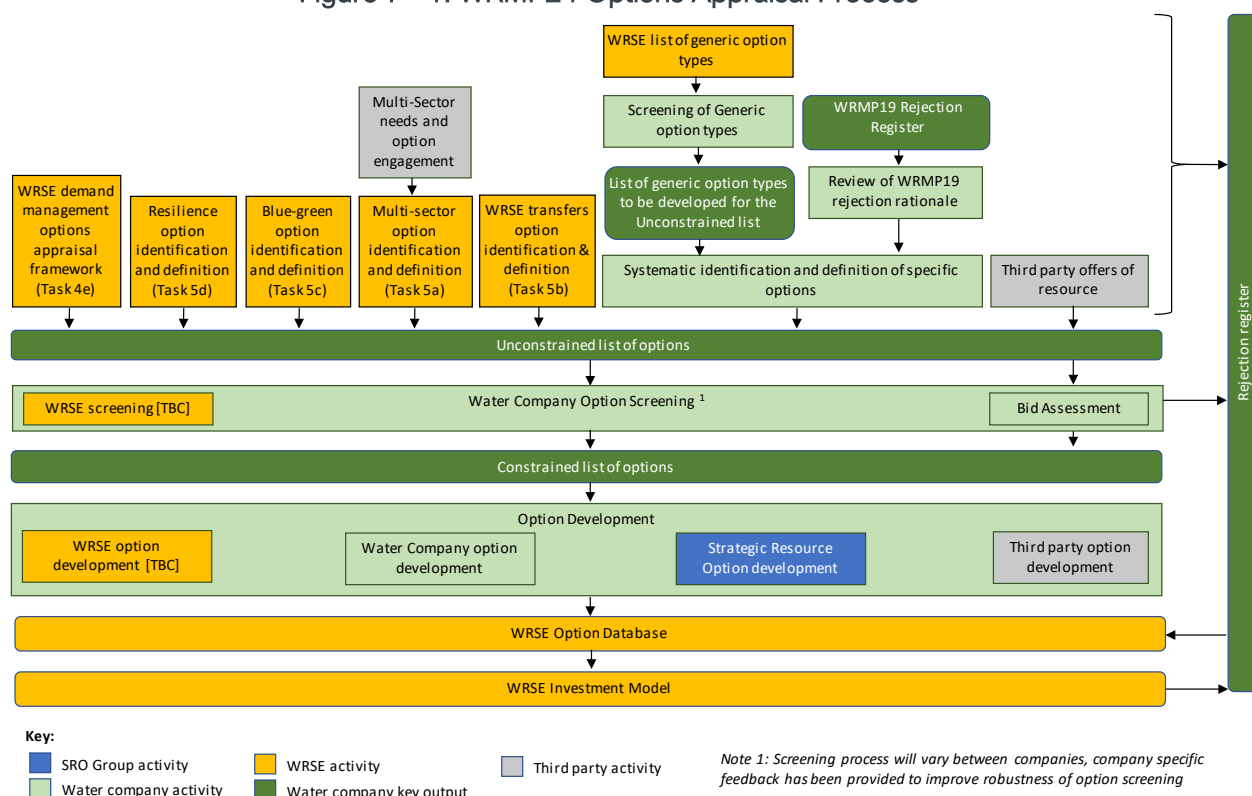 Figure 1 - 1: WRMP24 Options Appraisal Process
WRSE list of generic option
types
Multi-Sector
needs and
option
engagement
Screening of Generic
option types
WRMP19 Rejection
Register
WRSE demand
management
options
appraisal
framework
(Task 4e)
Resilience
option
identification
and definition
(Task 5d)
Blue-green
option
identification
and definition
(Task 5c)
Multi-sector
option
identification
and definition
(Task 5a)
WRSE transfers
option
identification &
definition
(Task 5b)
List of generic option types
to be developed for the
Unconstrained list
Review of WRMP19
rejection rationale
Systematic identification and definition of specific
options
Third party offers of
resource
Unconstrained list of options
WRSE screening [TBC]
Water Company Option Screening 1
Bid Assessment
Constrained list of options
Option Development
WRSE option
development [TBC]
Water Company option
development
Strategic Resource
Option development
Third party option
development
WRSE Option Database
WRSE Investment Model
Rejection register
Key:
SRO Group activity
WRSE activity
Third party activity
Water company activity
Water company key output
Note 1: Screening process will vary between companies, company specific
feedback has been provided to improve robustness of option screening